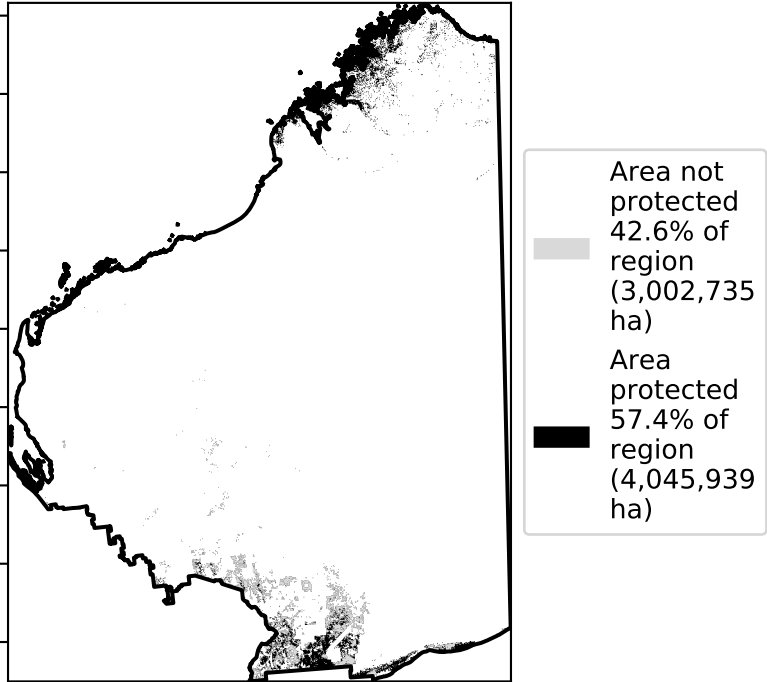 Area not
protected
42.6% of
region
(3,002,735
ha)
Area
protected
57.4% of
region
(4,045,939
ha)